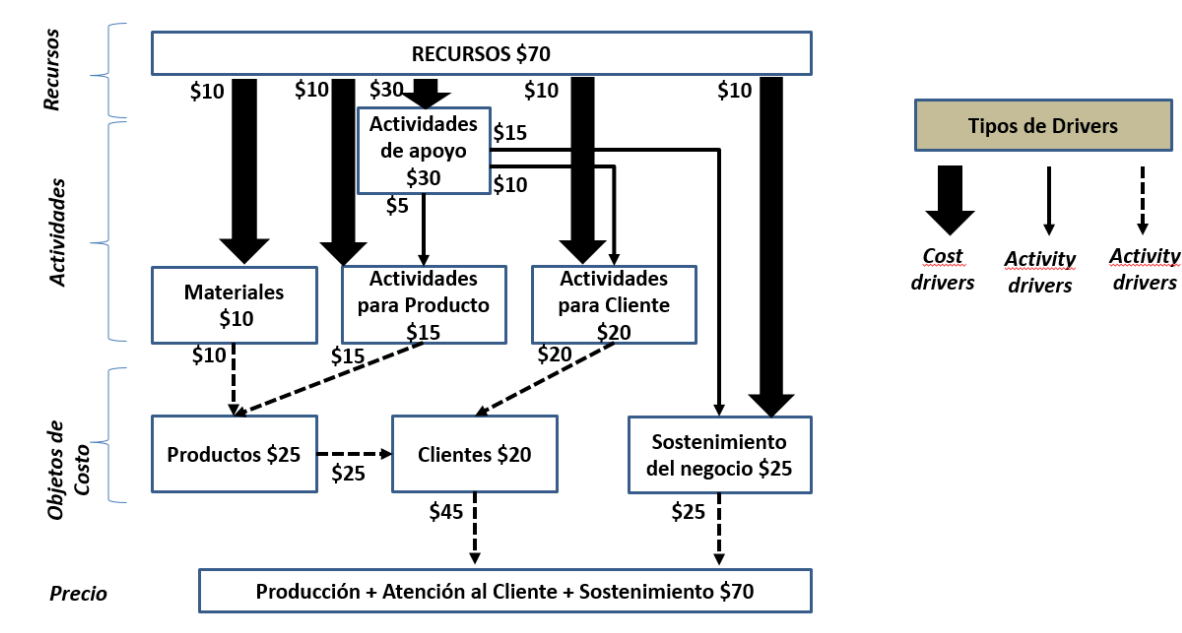 Recursos
RECURSOS $70
$10
$10
$30
$10
$10
Tipos de Drivers
Cost
drivers
Activity
drivers
Activity
drivers
Actividades
Actividades
de apoyo
$30
$15
$10
$5
Materiales
$10
Actividades
para Producto
$15
Actividades
para Cliente
$20
$10
$15
$20
Objetos de
Costo
Productos $25
$25
Clientes $20
Sostenimiento
del negocio $25
$45
$25
Precio
Producción + Atención al Cliente + Sostenimiento $70